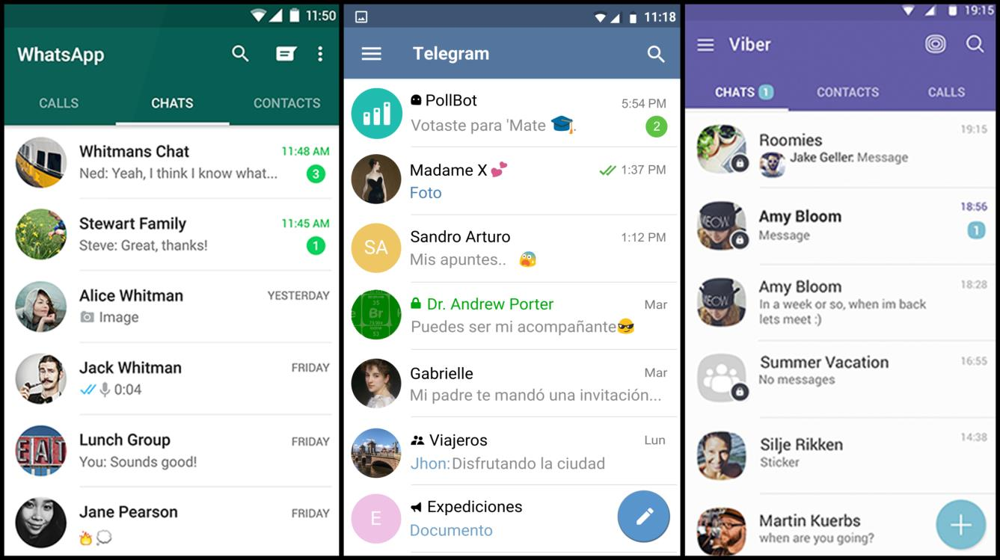 11:50
WhatsApp
CALLS CHATS CONTACTS
Whitmans Chat 11:48 AM
Ned: Yeah, I think I know what... 3
Stewart Family 11:45 AM
Steve: Great, thanks! 1
Alice Whitman YESTERDAY
Image
Jack Whitman FRIDAY
0:04
EAT
Lunch Group FRIDAY
You: Sounds good!
Jane Pearson FRIDAY
11:18
Telegram
PollBot 5:54 PM
Votaste para 'Mate 🎓. 2
Madame X💕 1:37 PM
Foto
SA
Sandro Arturo 1:12 PM
Mis apuntes.. 😱
Br
35
53
Dr. Andrew Porter Mar
Puedes ser mi acompañante😎
Gabrielle Mar
Mi padre te mandó una invitación...
Viajeros Lun
Jhon:Disfrutando la ciudad
E
Expediciones
Documento
19:15
Viber
CHATS 1 CONTACTS CALLS
Roomies 19:15
Jake Geller: Message
MEOW
Amy Bloom 18:56
Message 1
MEOW
Amy Bloom 18:28
In a week or so, when im back
lets meet :)
Summer Vacation 16:55
No messages
Silje Rikken 14:38
Sticker
Martin Kuerbs
when are you going?